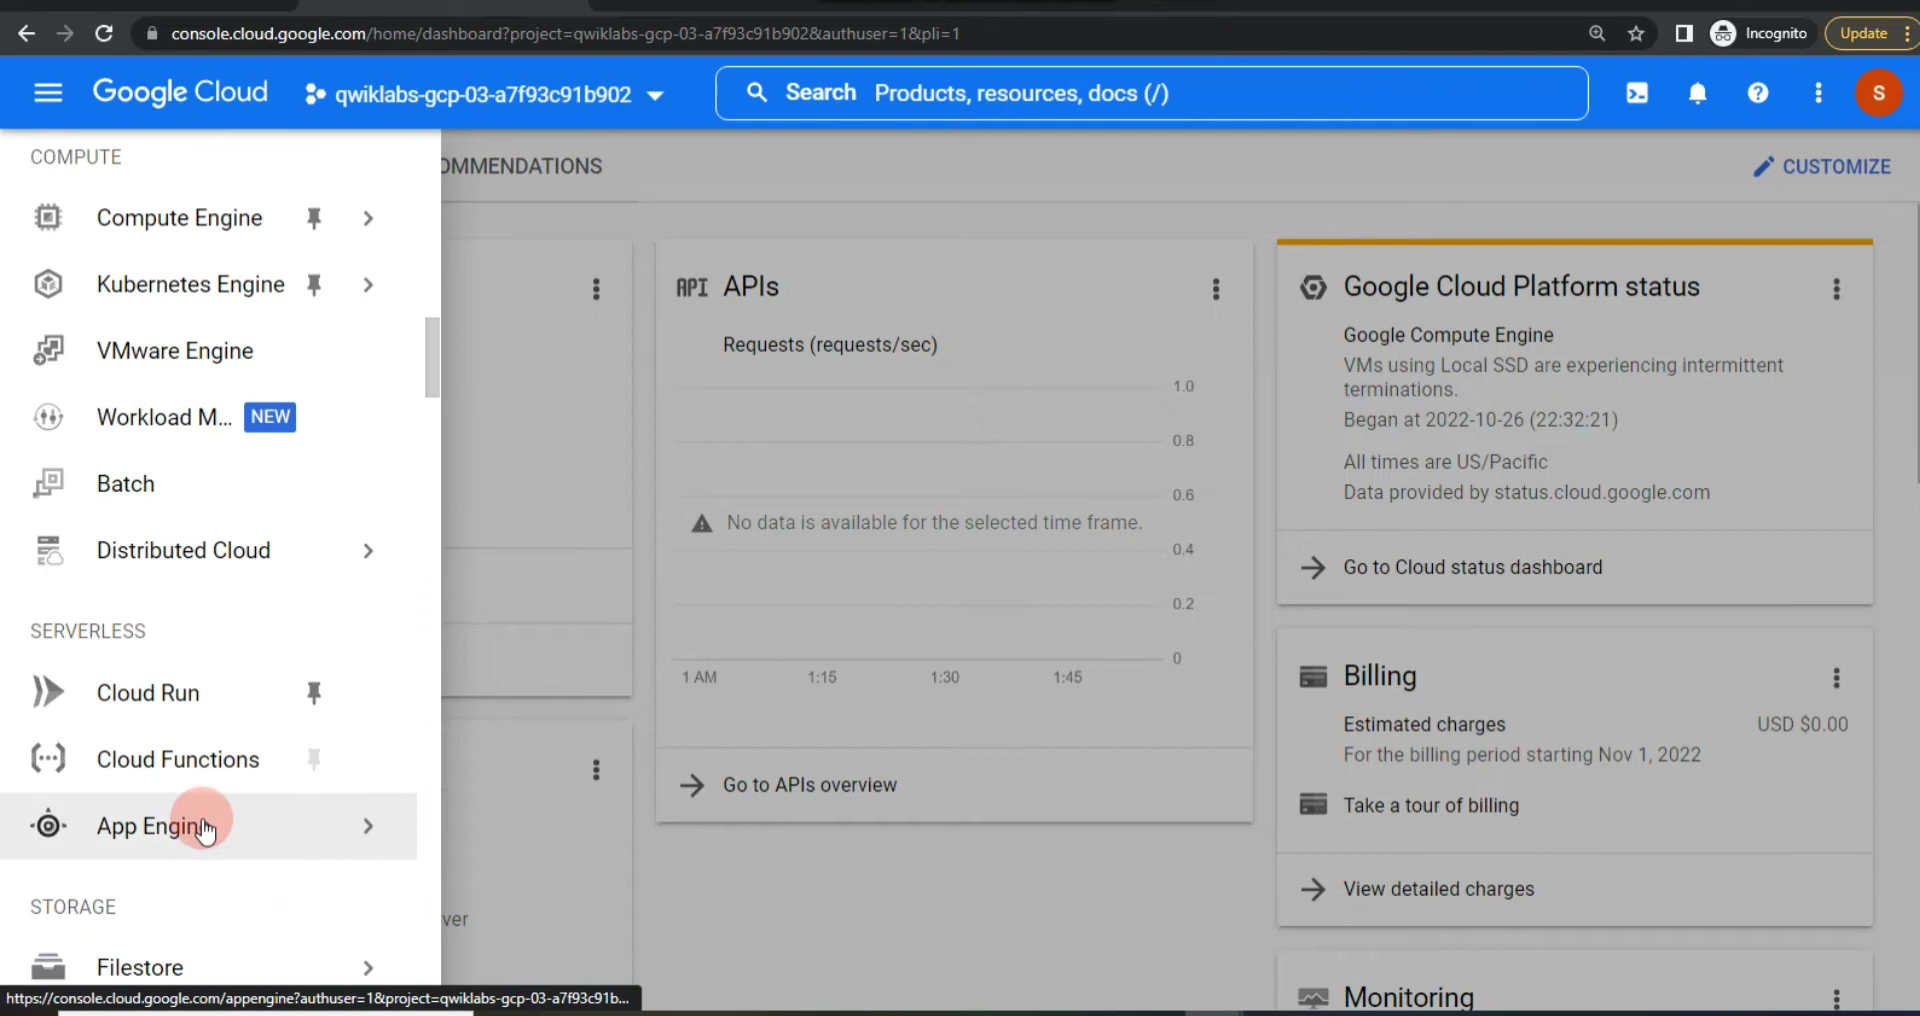 console.cloud.google.com/home/dashboard?project=qwiklabs-gcp-03-a7f93c91b902&authuser=1&pli=1
Incognito
Update
Google Cloud
qwiklabs-gcp-03-a7f93c91b902
Search Products, resources, docs (/)
S
COMPUTE
Compute Engine
Kubernetes Engine
VMware Engine
Workload M... NEW
Batch
Distributed Cloud
SERVERLESS
Cloud Run
Cloud Functions
App Engin
STORAGE
Filestore
https://console.cloud.google.com/appengine?authuser=1&project=qwiklabs-gcp-03-a7f93c91b...
OMMENDATIONS
CUSTOMIZE
ver
API APIs
Requests (requests/sec)
1.0
0.8
0.6
No data is available for the selected time frame.
0.4
0.2
0
1 AM 1:15 1:30 1:45
Go to APIs overview
Google Cloud Platform status
Google Compute Engine
VMs using Local SSD are experiencing intermittent
terminations.
Began at 2022-10-26 (22:32:21)
All times are US/Pacific
Data provided by status.cloud.google.com
Go to Cloud status dashboard
Billing
Estimated charges USD $0.00
For the billing period starting Nov 1, 2022
Take a tour of billing
View detailed charges
Monitoring